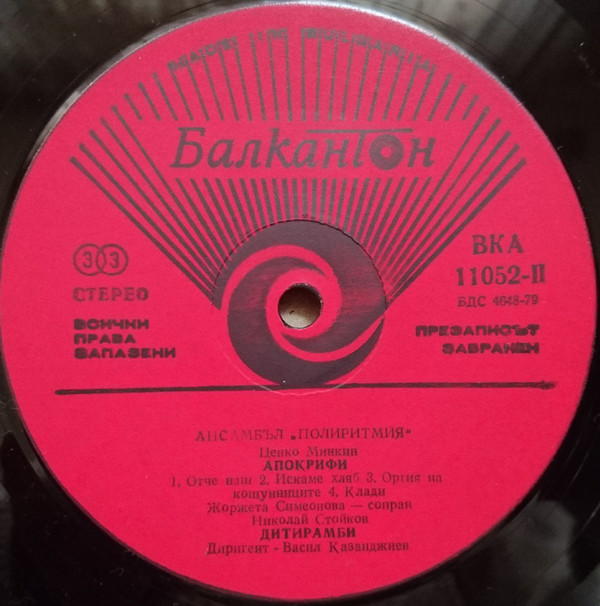 Балкантон
33
СТЕРЕО
ВСИЧКИ
ПРАВА
ЗАПАЗЕНИ
ВКА
11052-II
БДС 4648-79
ПРЕЗАПИСЪТ
ЗАБРАНЕН
АНСАМБЪЛ „ПОЛИРИТМИЯ“
Ценко Минкин
АПОКРИФИ
1. Отче наш 2. Искаме хляб 3. Оргия на
кощунниците 4. Клади
Жоржета Симеонова — сопран
Николай Стойков
ДИТИРАМБИ
Диригент - Васил Казанджиев